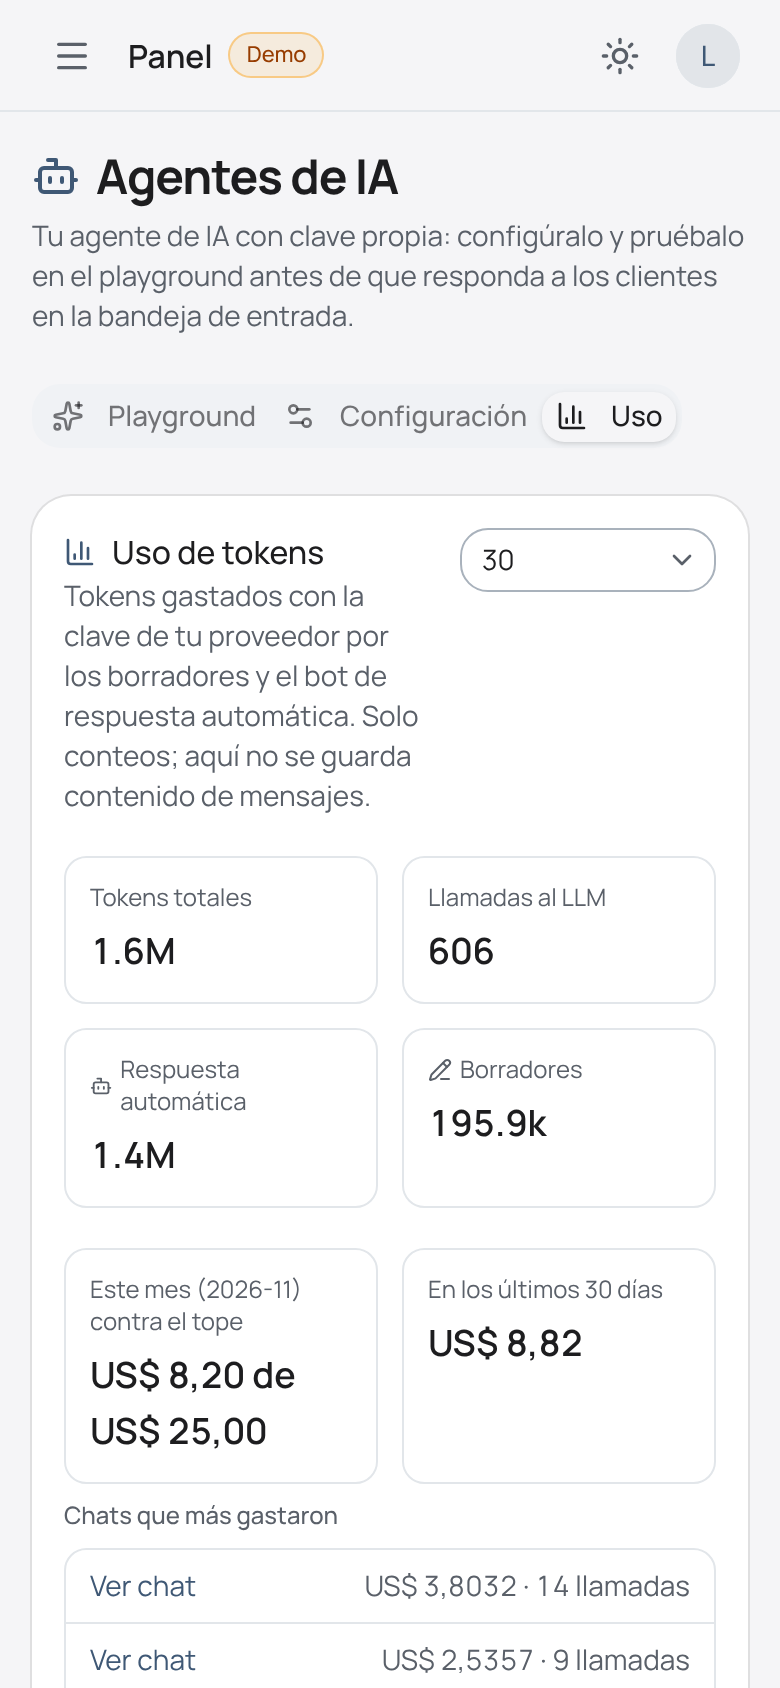 Panel
Demo
L
Agentes de IA
Tu agente de IA con clave propia: configúralo y pruébalo
en el playground antes de que responda a los clientes
en la bandeja de entrada.
Playground
Configuración
Uso
Uso de tokens
30
Tokens gastados con la
clave de tu proveedor por
los borradores y el bot de
respuesta automática. Solo
conteos; aquí no se guarda
contenido de mensajes.
Tokens totales
1.6M
Llamadas al LLM
606
Respuesta
automática
1.4M
Borradores
195.9k
Este mes (2026-11)
contra el tope
US$ 8,20 de
US$ 25,00
En los últimos 30 días
US$ 8,82
Chats que más gastaron
Ver chat
US$ 3,8032 · 14 llamadas
Ver chat
US$ 2,5357 · 9 llamadas